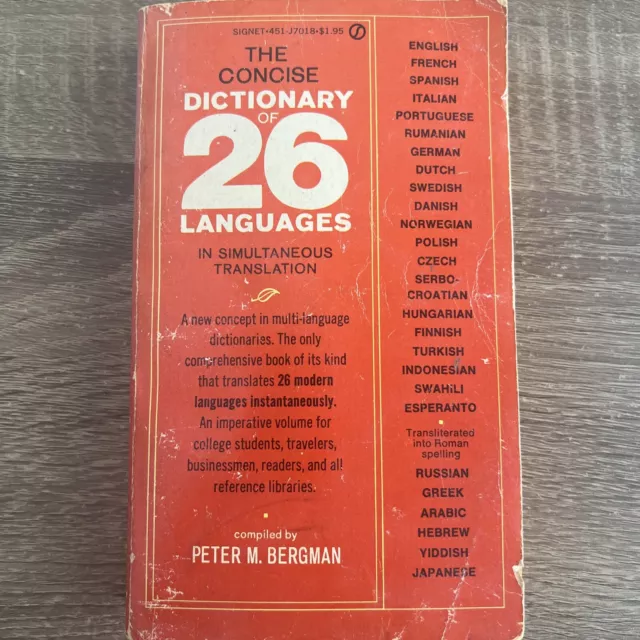 SIGNET•451-J7018•$1.95
THE
CONCISE
DICTIONARY
OF
26
LANGUAGES
IN SIMULTANEOUS
TRANSLATION
A new concept in multi-language
dictionaries. The only
comprehensive book of its kind
that translates 26 modern
languages instantaneously.
An imperative volume for
college students, travelers,
businessmen, readers, and all
reference libraries.
compiled by
PETER M. BERGMAN
ENGLISH
FRENCH
SPANISH
ITALIAN
PORTUGUESE
RUMANIAN
GERMAN
DUTCH
SWEDISH
DANISH
NORWEGIAN
POLISH
CZECH
SERBO-
CROATIAN
HUNGARIAN
FINNISH
TURKISH
INDONESIAN
SWAHILI
ESPERANTO
Transliterated
into Roman
spelling
RUSSIAN
GREEK
ARABIC
HEBREW
YIDDISH
JAPANESE